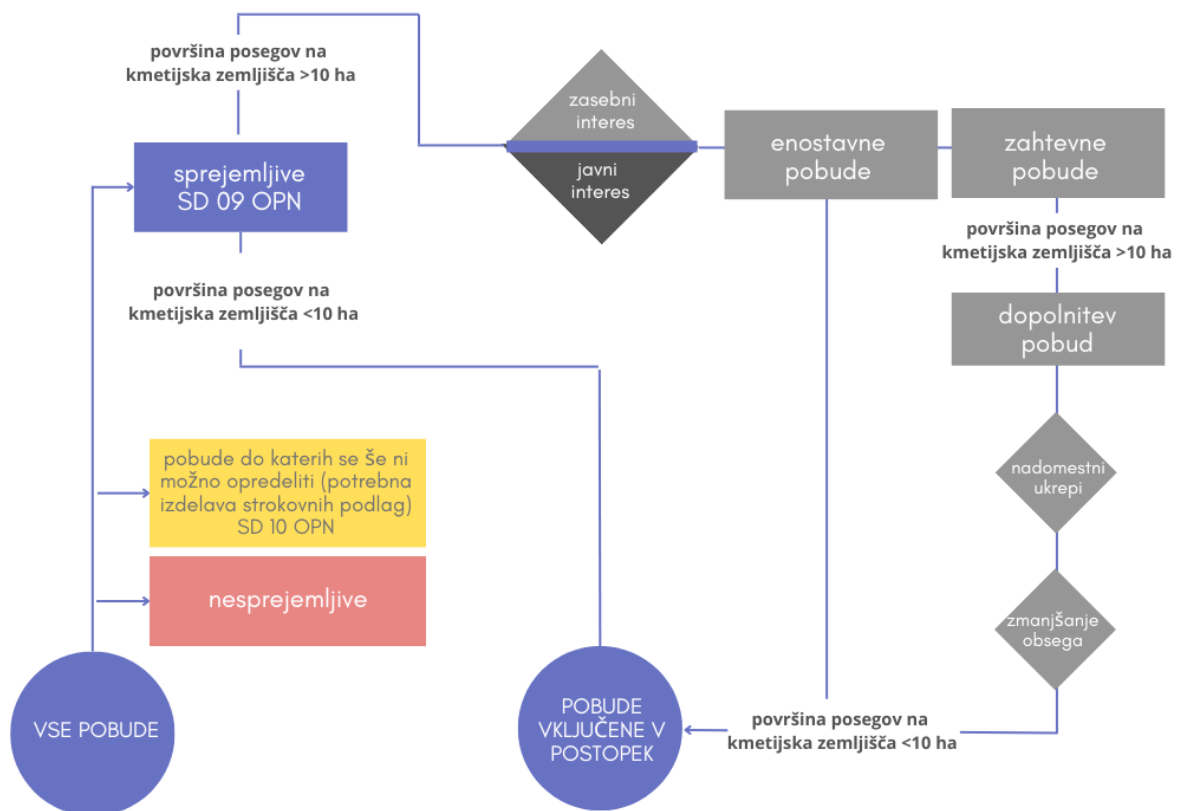 površina posegov na
kmetijska zemljišča >10 ha
sprejemljive
SD 09 OPN
površina posegov na
kmetijska zemljišča <10 ha
pobude do katerih se še ni
možno opredeliti (potrebna
izdelava strokovnih podlag)
SD 10 OPN
nesprejemljive
VSE POBUDE
zasebni
interes
javni
interes
enostavne
pobude
zahtevne
pobude
površina posegov na
kmetijska zemljišča >10 ha
dopolnitev
pobud
nadomestni
ukrepi
zmanjšanje
obsega
površina posegov na
kmetijska zemljišča <10 ha
POBUDE
VKLJUČENE V
POSTOPEK